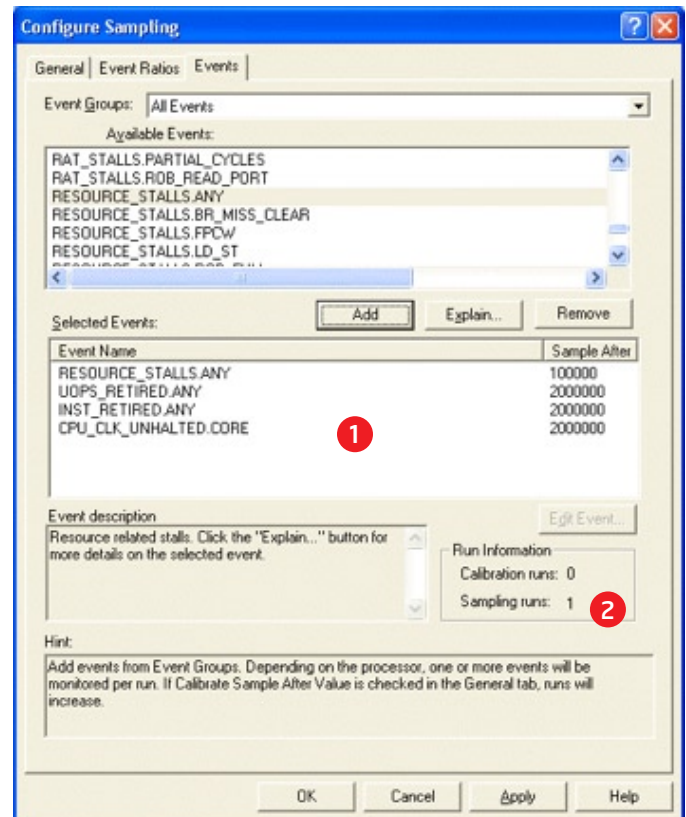 Configure Sampling
General Event Ratios Events
Event Groups: All Events
Available Events:
RAT_STALLS.PARTIAL_CYCLES
RAT_STALLS.ROB_READ_PORT
RESOURCE_STALLS.ANY
RESOURCE_STALLS.BR_MISS_CLEAR
RESOURCE_STALLS.FPCW
RESOURCE_STALLS.LD_ST
Add Explain... Remove
Selected Events:
Event Name Sample After
RESOURCE_STALLS.ANY 100000
UOPS_RETIRED.ANY 2000000
INST_RETIRED.ANY 2000000
CPU_CLK_UNHALTED.CORE 2000000
1
Event description
Edit Event...
Resource related stalls. Click the "Explain..." button for
more details on the selected event.
Run Information
Calibration runs: 0
Sampling runs: 1
2
Hint:
Add events from Event Groups. Depending on the processor, one or more events will be
monitored per run. If Calibrate Sample After Value is checked in the General tab, runs will
increase.
OK Cancel Apply Help